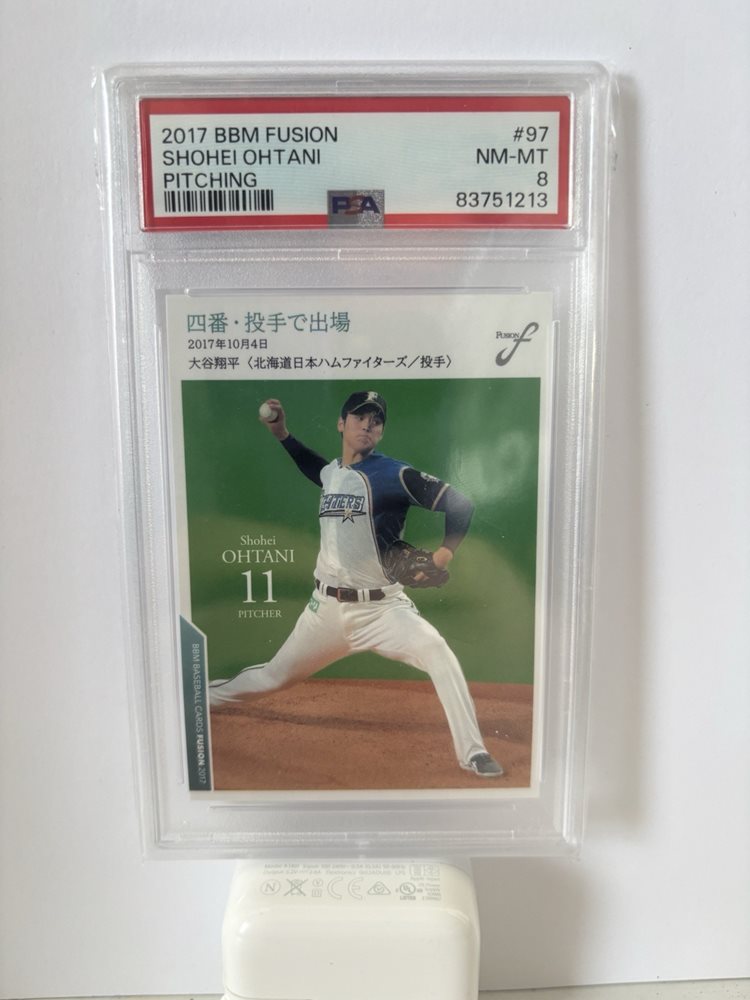 2017 BBM FUSION #97
SHOHEI OHTANI NM-MT
PITCHING 8
PSA 83751213
四番・投手で出場
2017年10月4日
大谷翔平〈北海道日本ハムファイターズ／投手〉
FUSION f
F
FIGHTERS
Shohei
OHTANI
11
PITCHER
BBM BASEBALL CARDS FUSION 2017